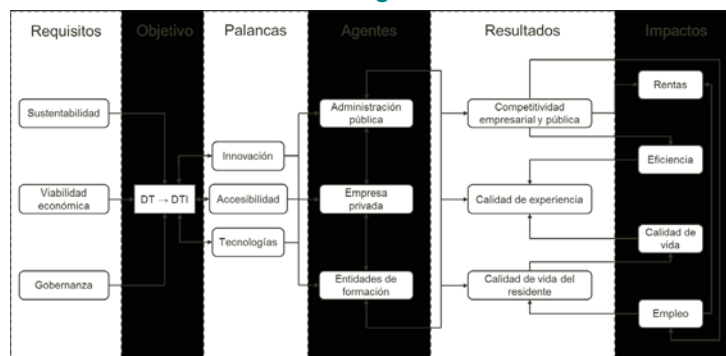 Requisitos
Objetivo
Palancas
Agentes
Resultados
Impactos
Sustentabilidad
Viabilidad
económica
Gobernanza
DT → DTI
Innovación
Accesibilidad
Tecnologías
Administración
pública
Empresa
privada
Entidades de
formación
Competitividad
empresarial y pública
Calidad de experiencia
Calidad de vida del
residente
Rentas
Eficiencia
Calidad de
vida
Empleo